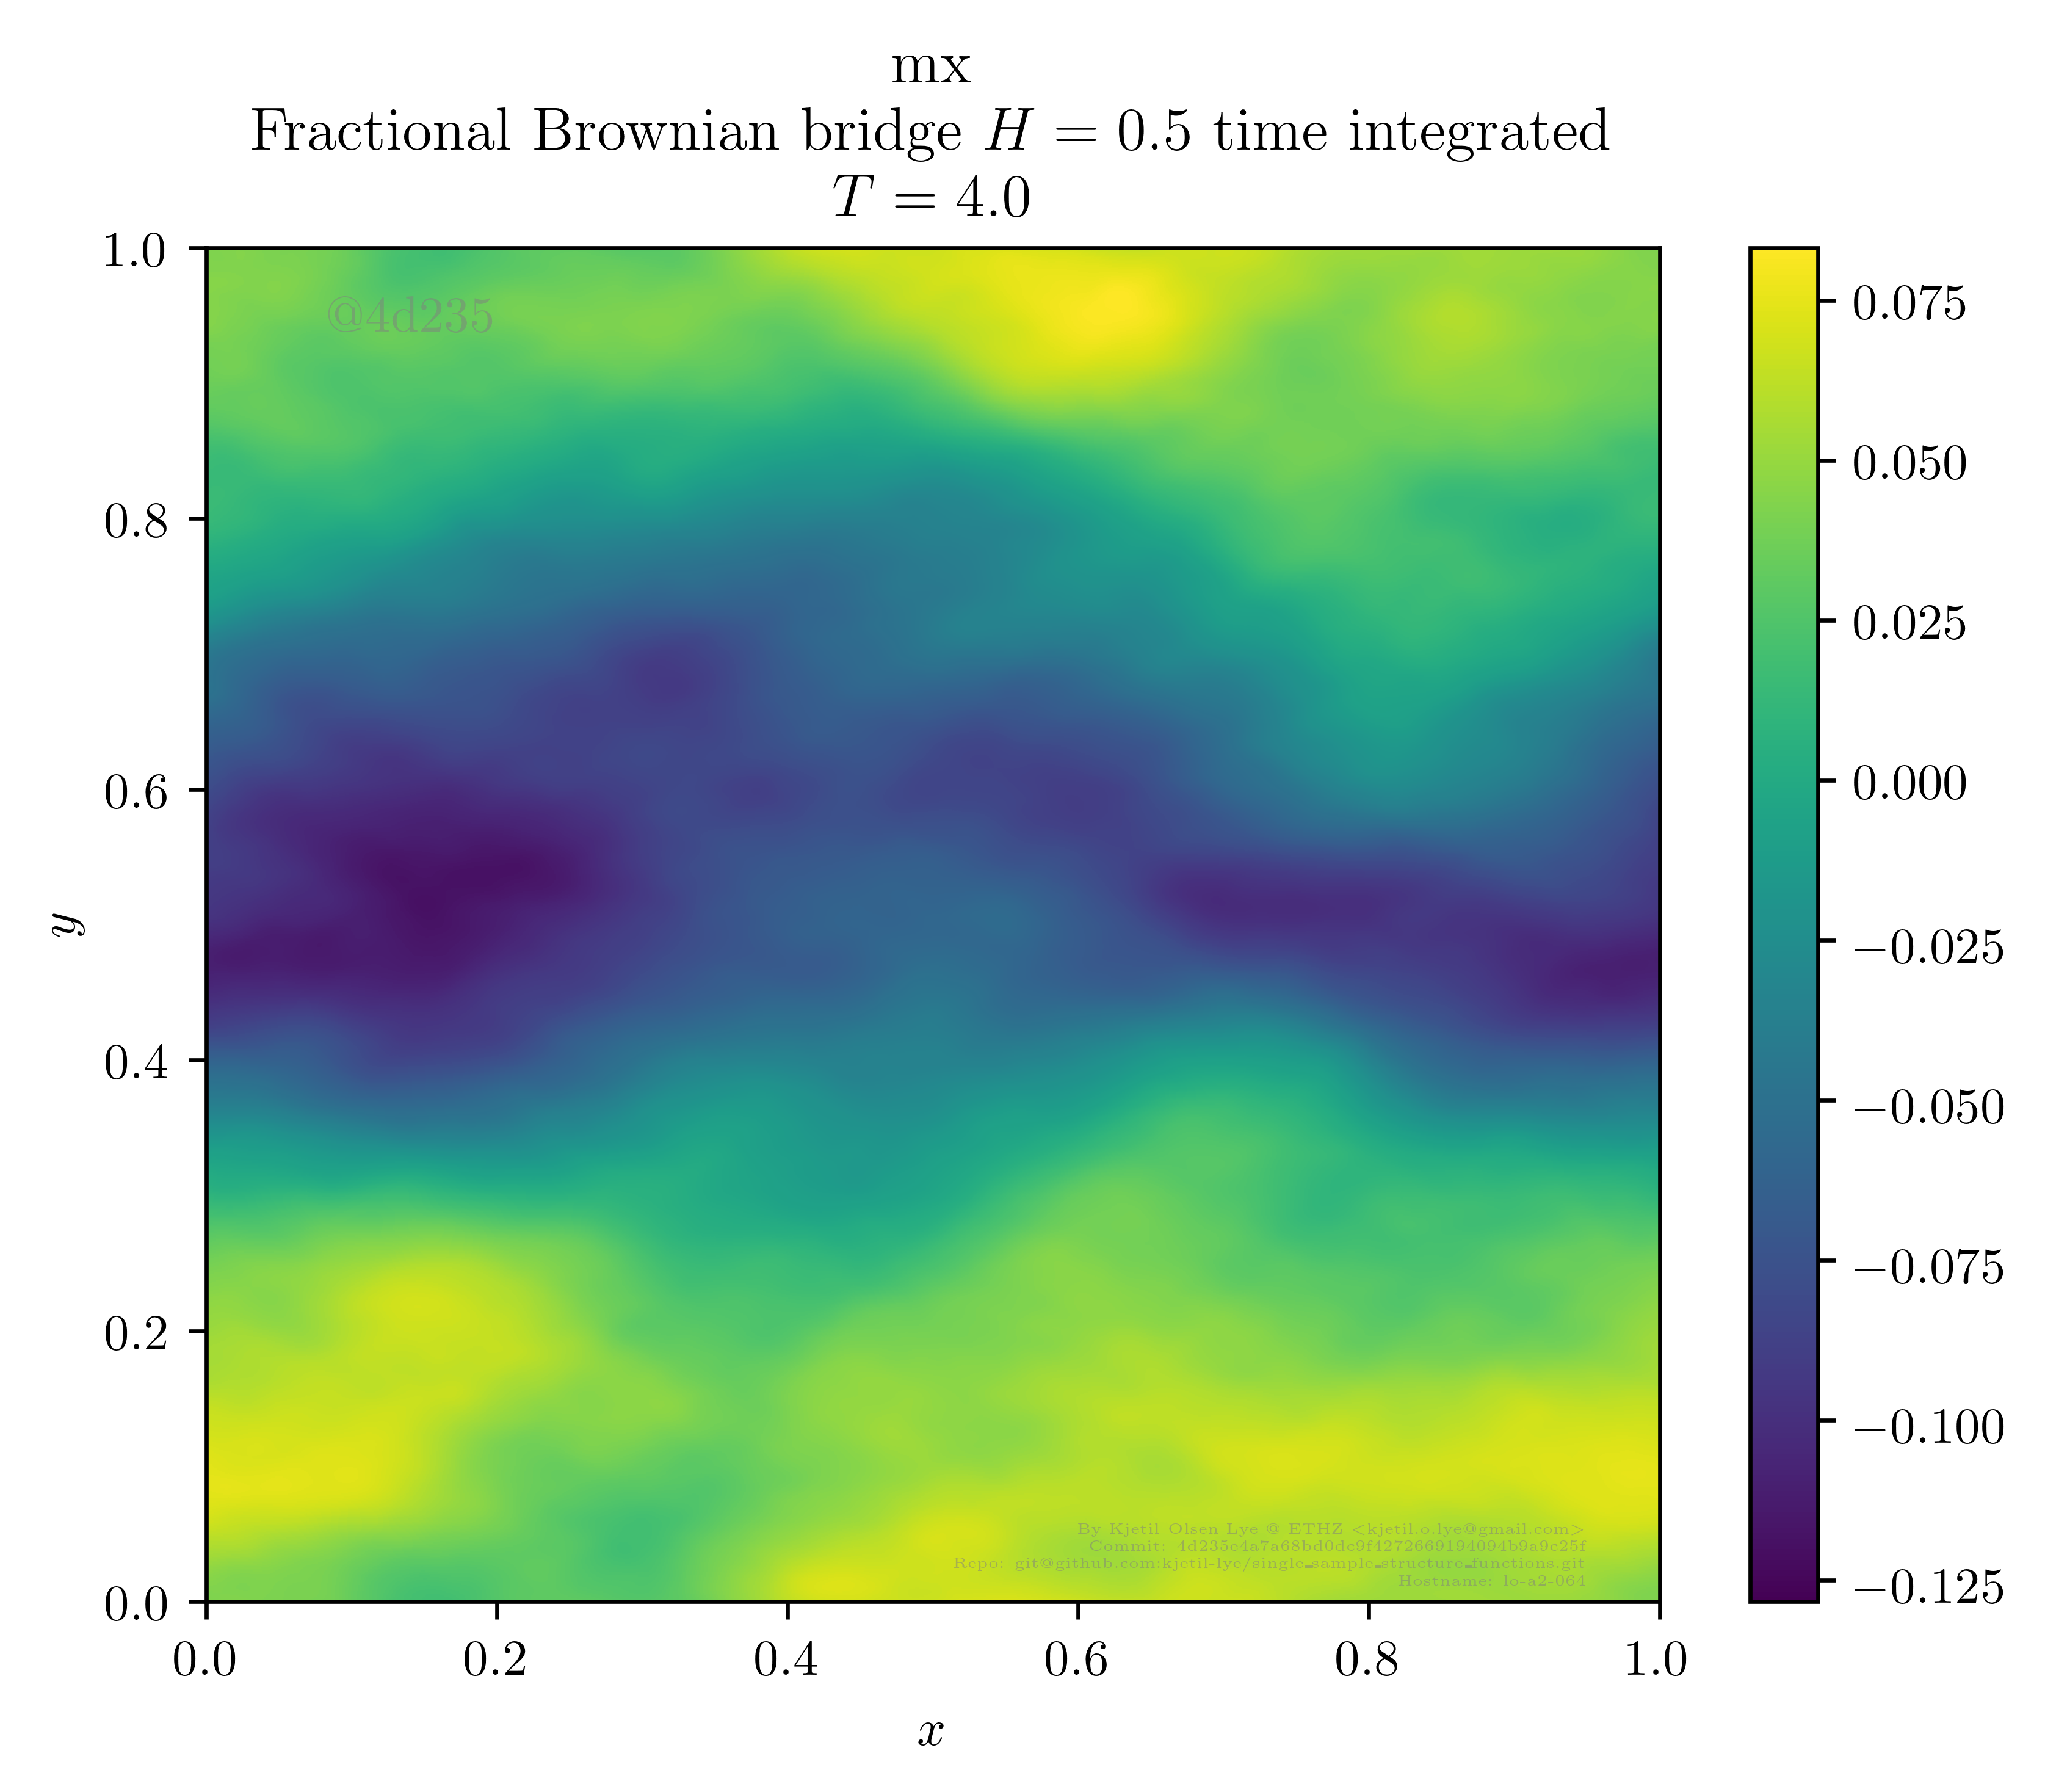 mx
Fractional Brownian bridge H = 0.5 time integrated
T = 4.0
@4d235
1.0
0.8
0.6
0.4
0.2
0.0
y
0.0 0.2 0.4 0.6 0.8 1.0
x
0.075
0.050
0.025
0.000
−0.025
−0.050
−0.075
−0.100
−0.125
By Kjetil Olsen Lye @ ETHZ <kjetil.o.lye@gmail.com>
Commit: 4d235e4a7a68bd0dc9f4272669194094b9a9c25f
Repo: git@github.com:kjetil-lye/single_sample_structure_functions.git
Hostname: lo-a2-064